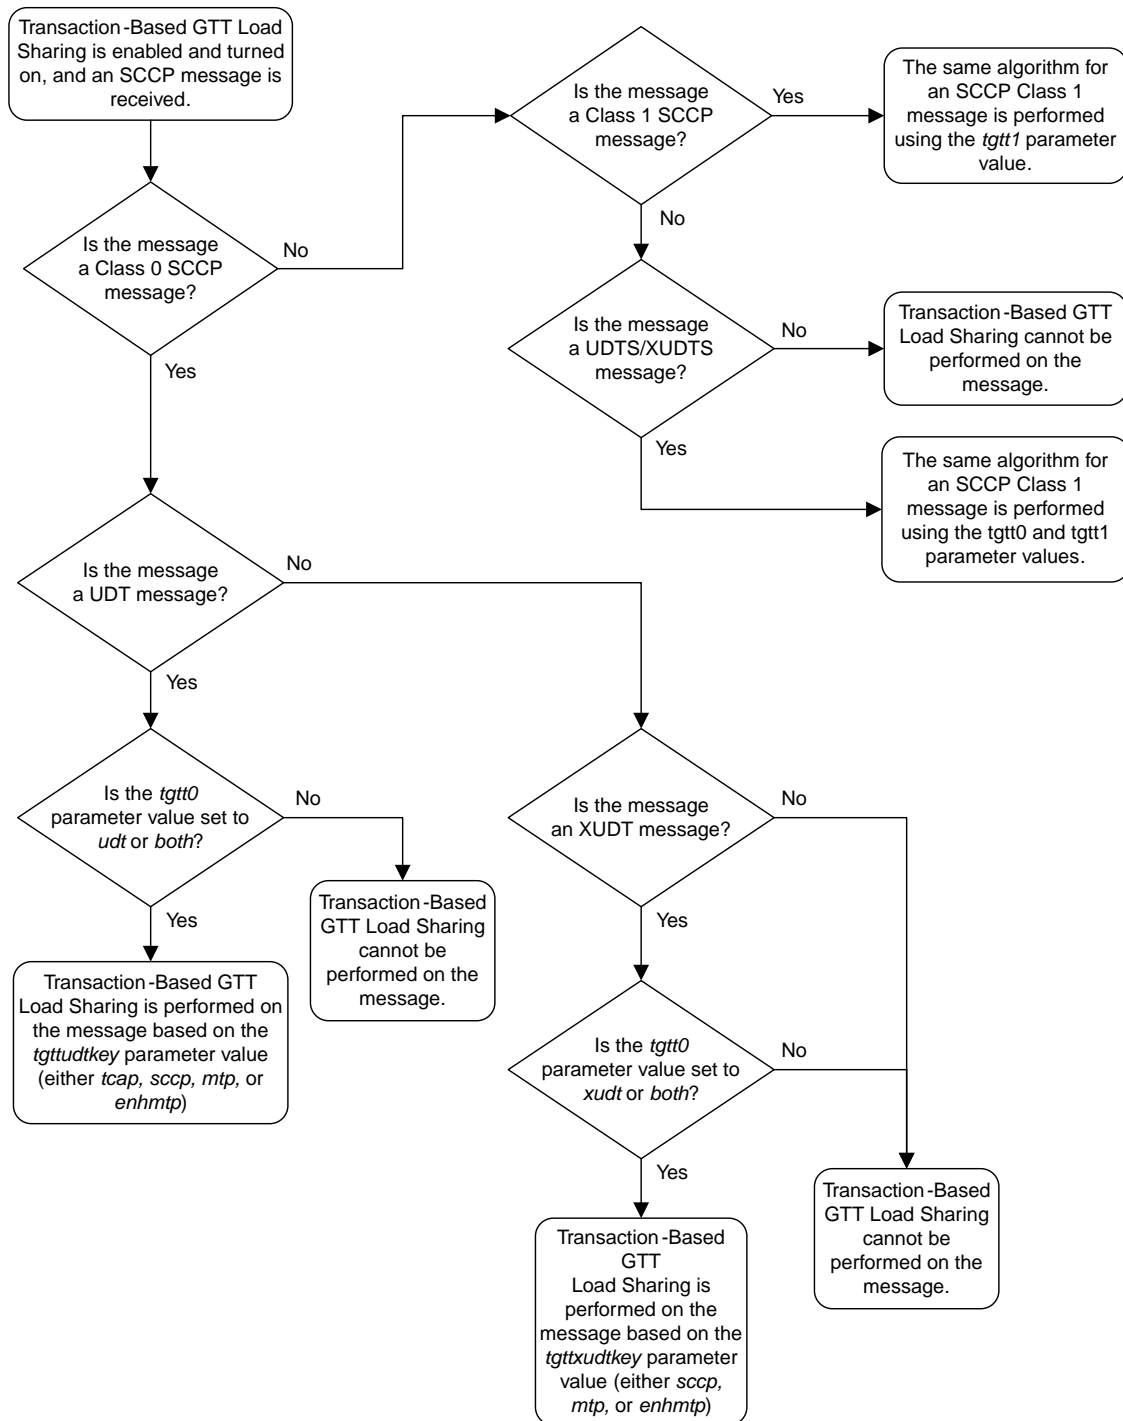 Transaction-Based GTT Load
Sharing is enabled and turned
on, and an SCCP message is
received.
Is the message
a Class 0 SCCP
message?
No
Yes
Is the message
a Class 1 SCCP
message?
Yes
No
The same algorithm for
an SCCP Class 1
message is performed
using the tgtt1 parameter
value.
Is the message
a UDTS/XUDTS
message?
No
Yes
Transaction-Based GTT
Load Sharing cannot be
performed on the
message.
The same algorithm for
an SCCP Class 1
message is performed
using the tgtt0 and tgtt1
parameter values.
Is the message
a UDT message?
No
Yes
Is the tgtt0
parameter value set to
udt or both?
No
Yes
Transaction-Based
GTT Load Sharing
cannot be
performed on the
message.
Transaction-Based GTT
Load Sharing is performed on
the message based on the
tgttudtkey parameter value
(either tcap, sccp, mtp, or
enhmtp)
Is the message
an XUDT message?
No
Yes
Is the tgtt0
parameter value set to
xudt or both?
No
Yes
Transaction-Based
GTT Load Sharing
cannot be
performed on the
message.
Transaction-Based
GTT
Load Sharing is
performed on the
message based on the
tgttxudtkey parameter
value (either sccp,
mtp, or enhmtp)